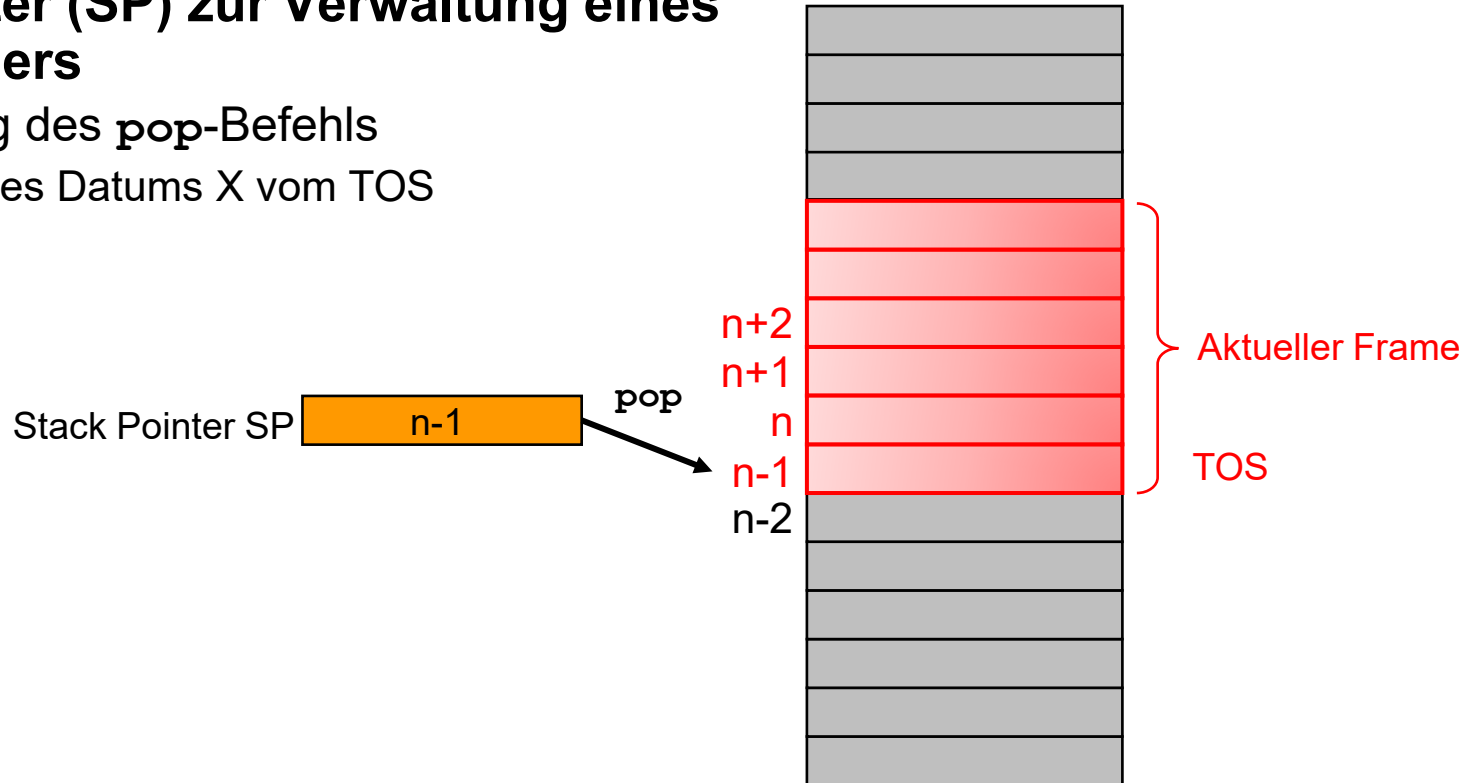 ter (SP) zur Verwaltung eines
ers
g des pop-Befehls
es Datums X vom TOS
n+2
Aktueller Frame
n+1
pop
Stack Pointer SP n-1
n
n-1
TOS
n-2